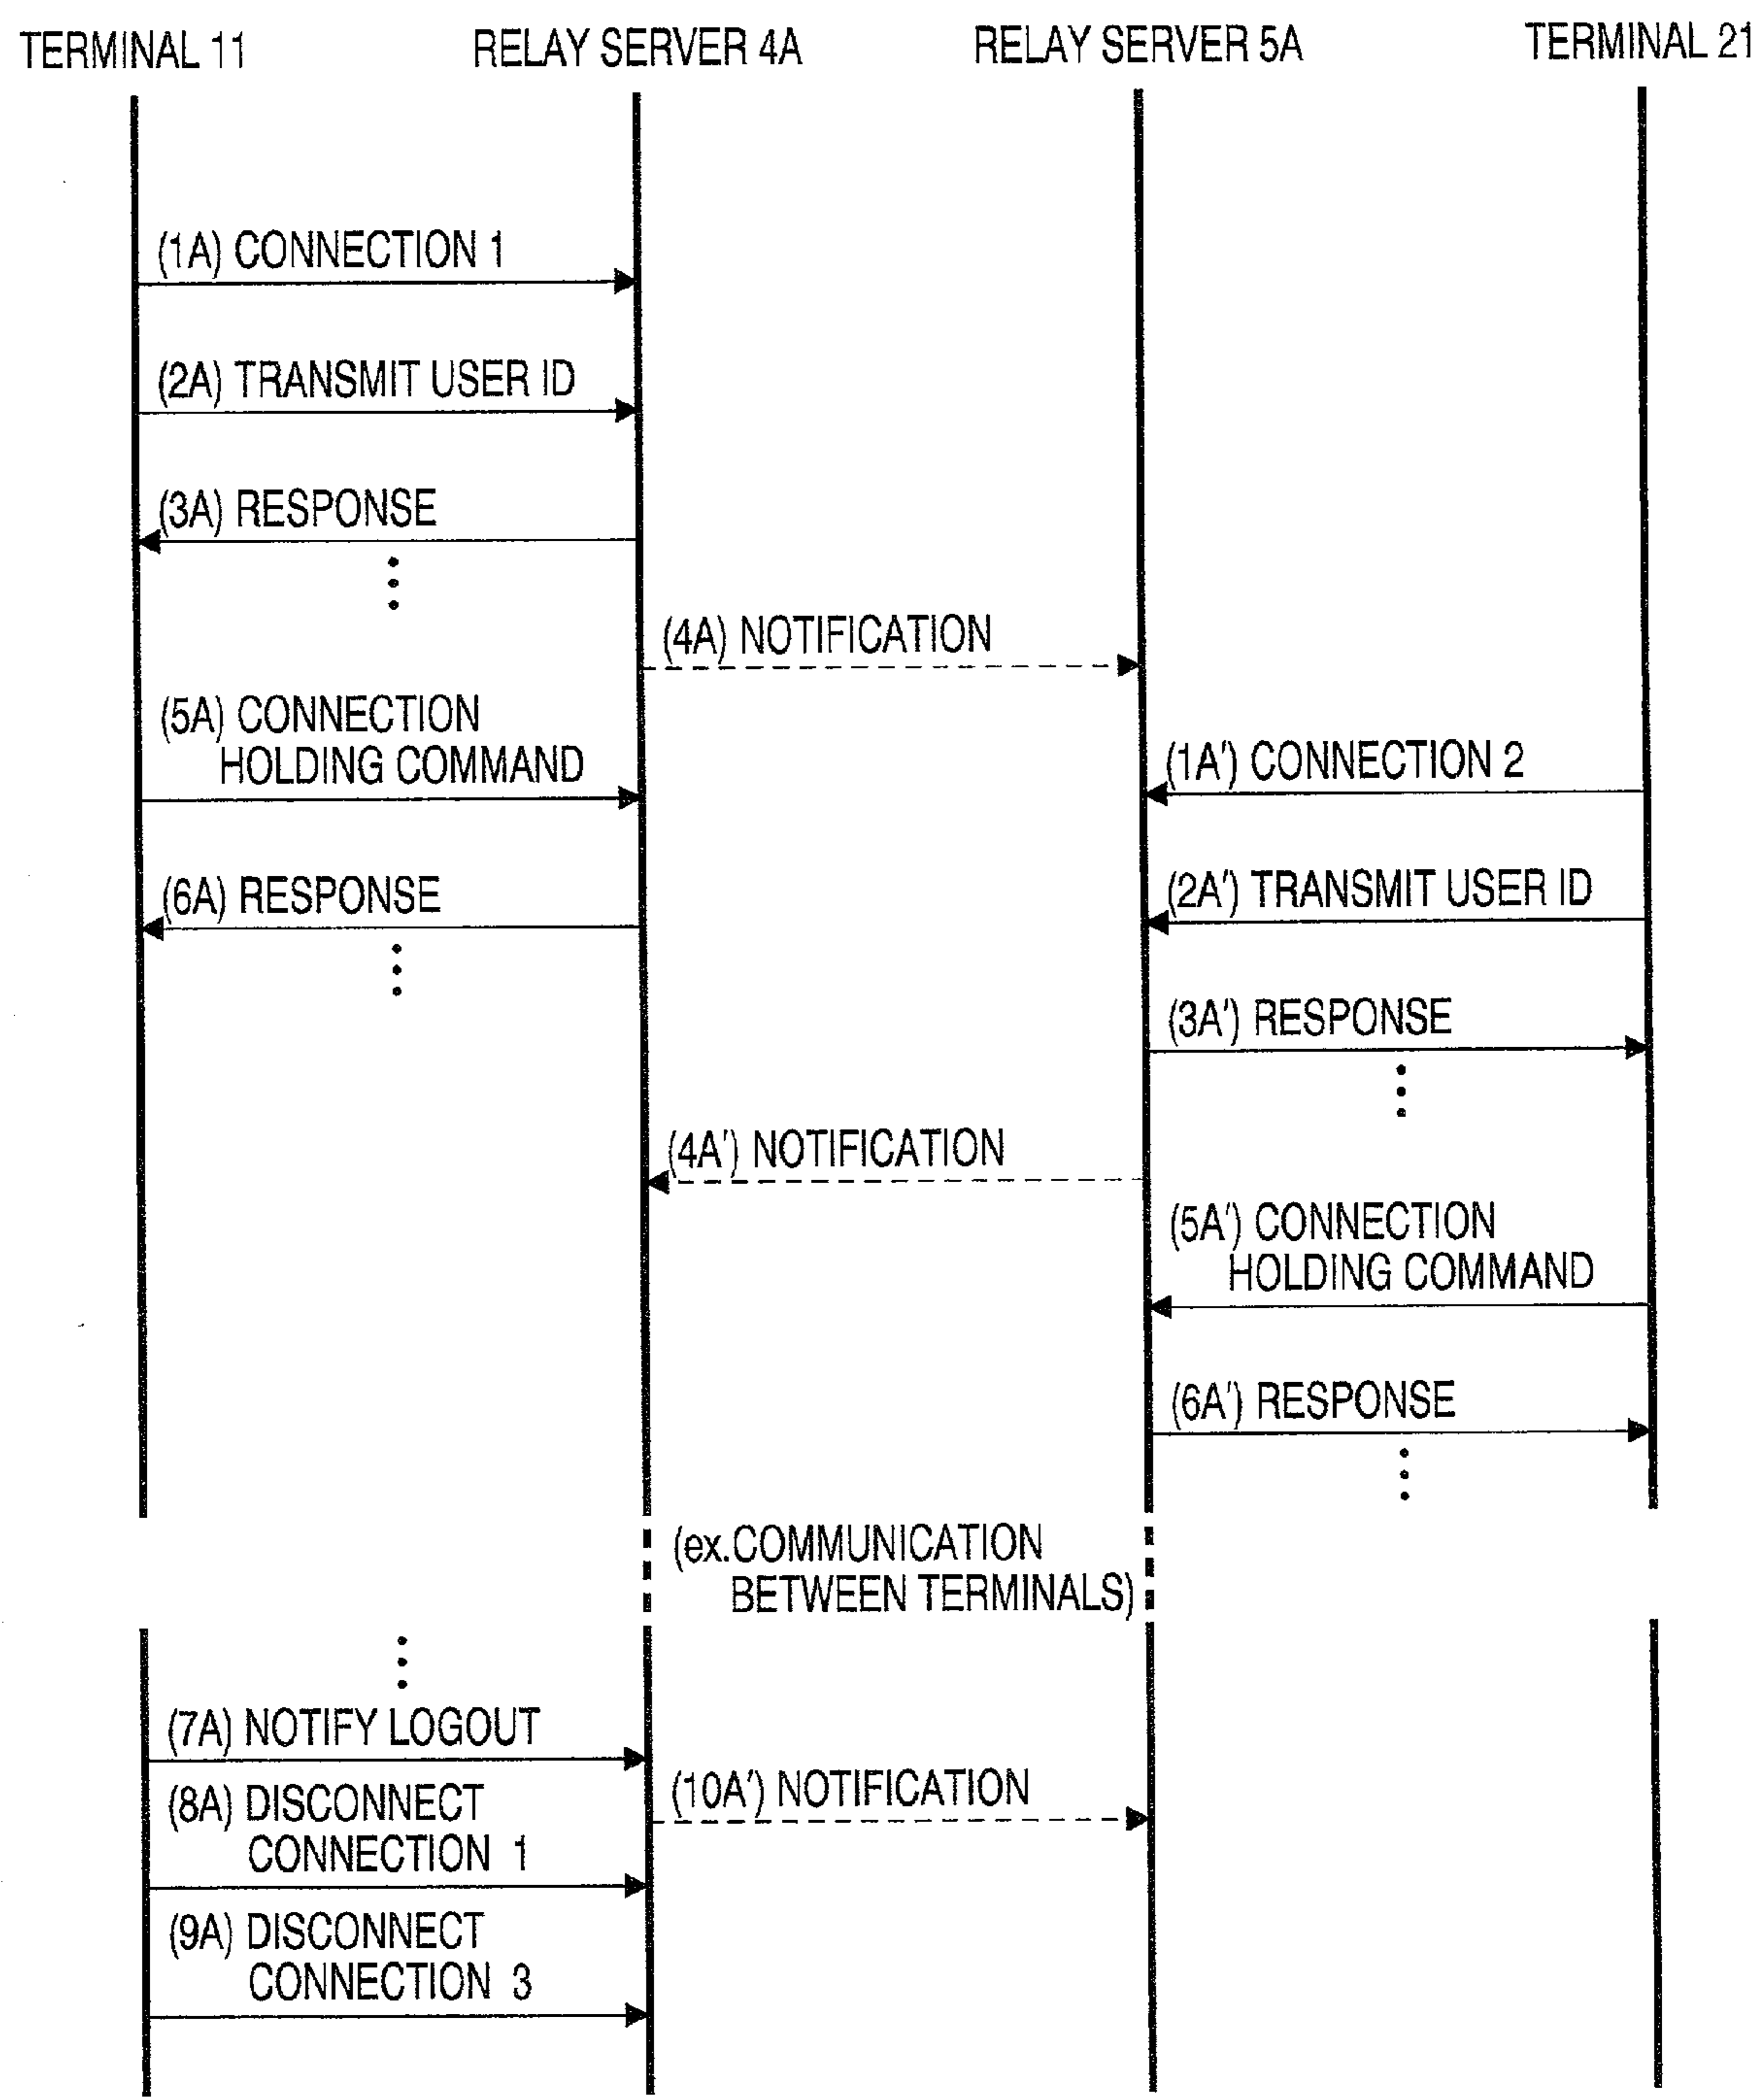 TERMINAL 11
RELAY SERVER 4A
RELAY SERVER 5A
TERMINAL 21
(1A) CONNECTION 1
(2A) TRANSMIT USER ID
(3A) RESPONSE
(4A) NOTIFICATION
(5A) CONNECTION
HOLDING COMMAND
(1A') CONNECTION 2
(6A) RESPONSE
(2A') TRANSMIT USER ID
(3A') RESPONSE
(4A') NOTIFICATION
(5A') CONNECTION
HOLDING COMMAND
(6A') RESPONSE
(ex.COMMUNICATION
BETWEEN TERMINALS)
(7A) NOTIFY LOGOUT
(8A) DISCONNECT
CONNECTION 1
(10A') NOTIFICATION
(9A) DISCONNECT
CONNECTION 3